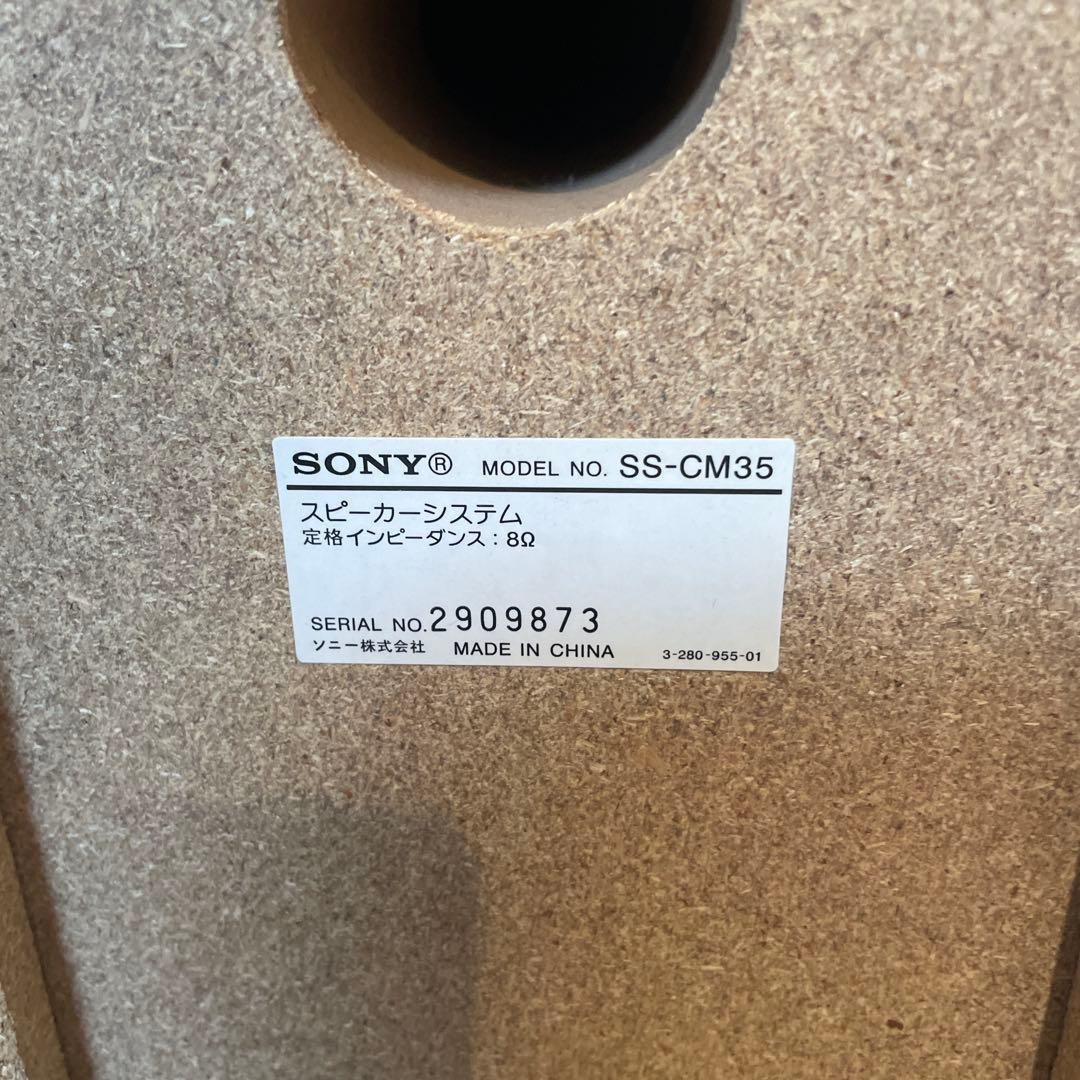 SONY® MODEL NO. SS-CM35
スピーカーシステム
定格インピーダンス：8Ω
SERIAL NO. 2909873
ソニー株式会社 MADE IN CHINA 3-280-955-01